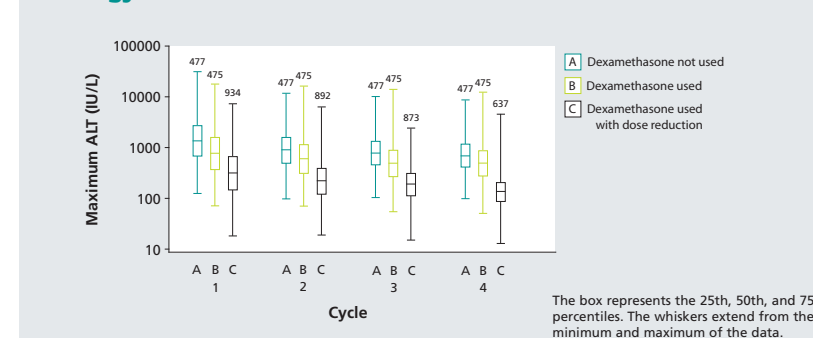 100000
10000
1000
100
10
Maximum ALT (IU/L)
477
475
934
477
475
892
477
475
873
477
475
637
A B C
A B C
A B C
A B C
1
2
3
4
Cycle
A Dexamethasone not used
B Dexamethasone used
C Dexamethasone used
with dose reduction
The box represents the 25th, 50th, and 75
percentiles. The whiskers extend from the
minimum and maximum of the data.